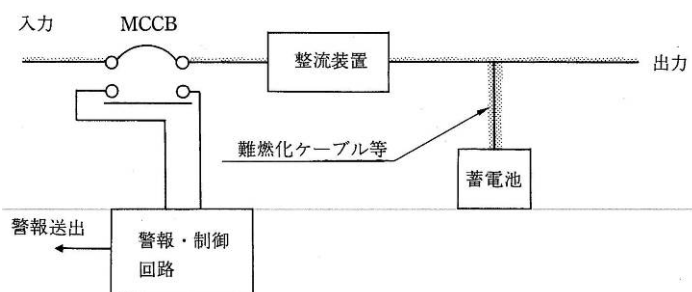 入力
MCCB
整流装置
出力
難燃化ケーブル等
蓄電池
警報送出
警報・制御
回路